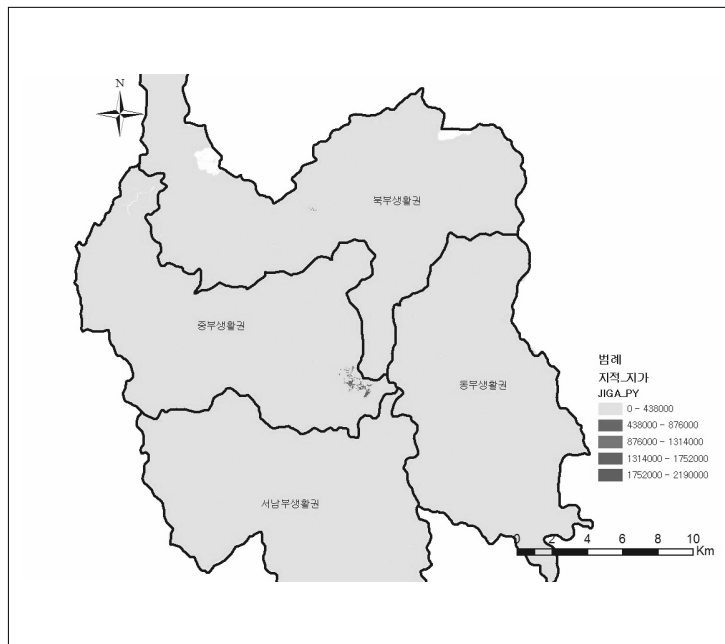 N
북부생활권
중부생활권
동부생활권
서남부생활권
범례
지적_지가
JIGA_PY
0 - 438000
438000 - 876000
876000 - 1314000
1314000 - 1752000
1752000 - 2190000
0 2 4 6 8 10
Km